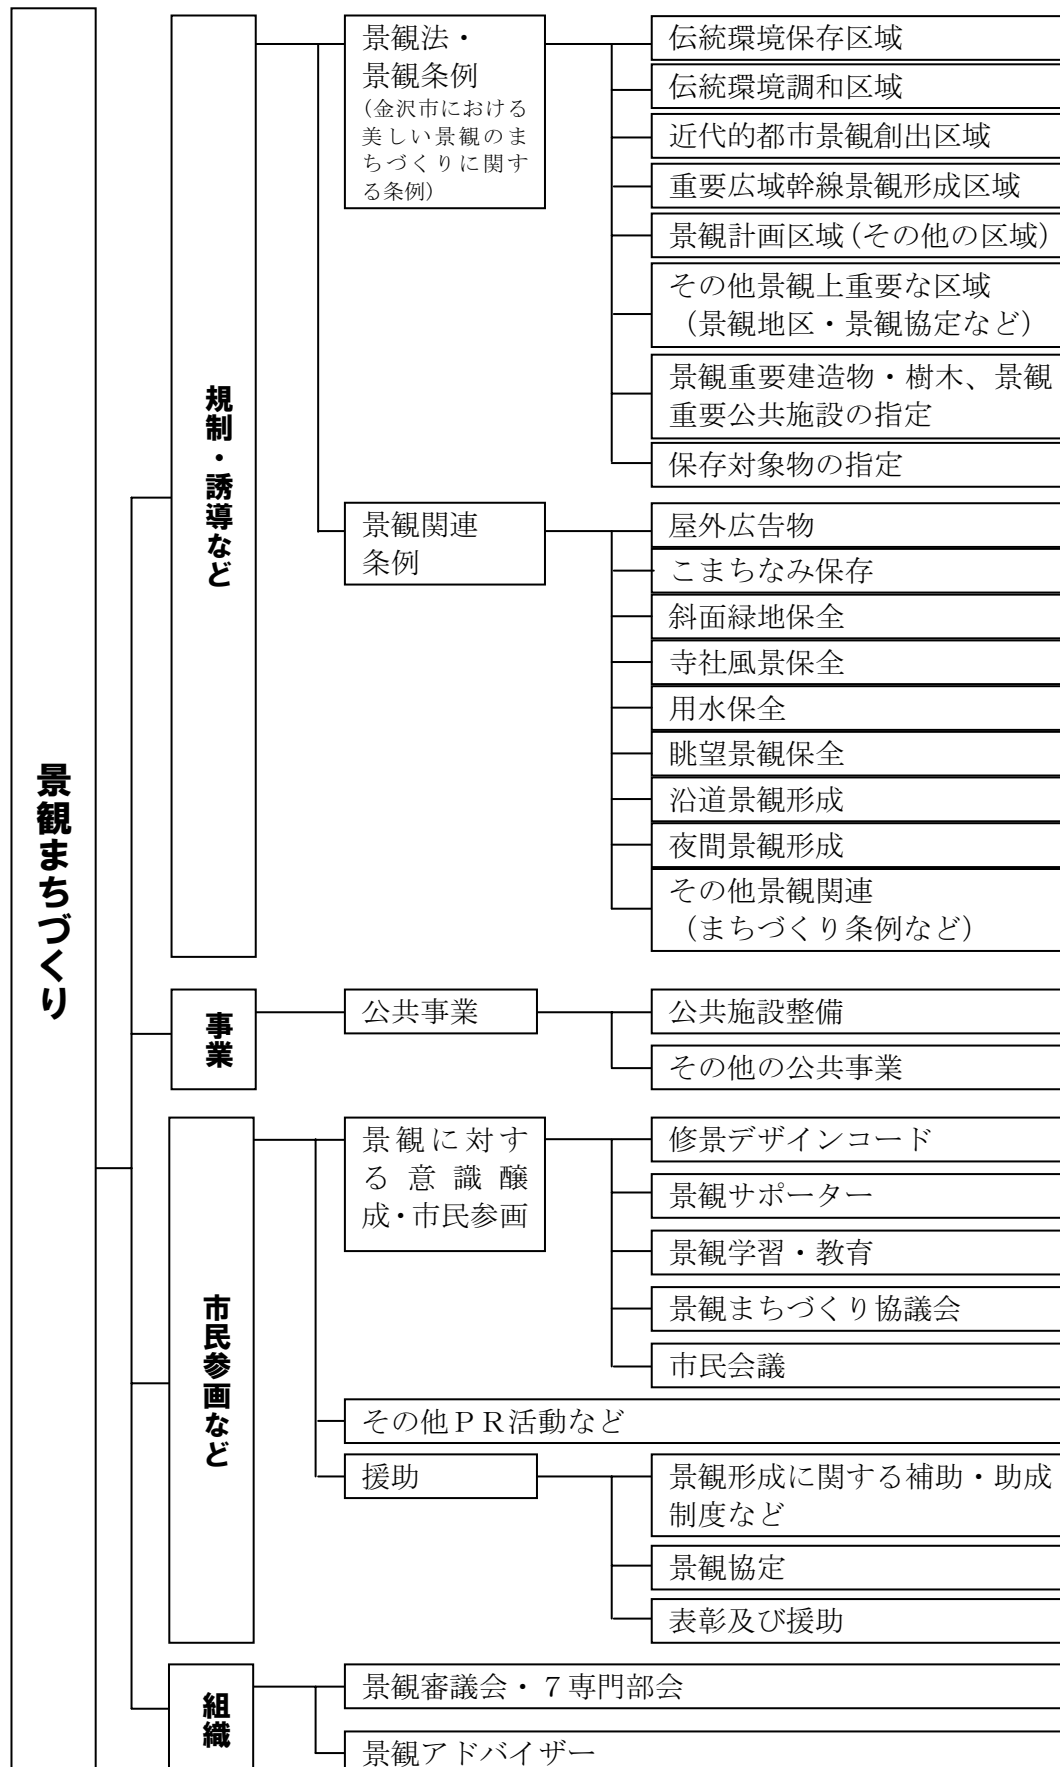 景観まちづくり
規制・誘導など
景観法・
景観条例
(金沢市における
美しい景観のま
ちづくりに関す
る条例)
伝統環境保存区域
伝統環境調和区域
近代的都市景観創出区域
重要広域幹線景観形成区域
景観計画区域(その他の区域)
その他景観上重要な区域
(景観地区・景観協定など)
景観重要建造物・樹木、景観
重要公共施設の指定
保存対象物の指定
景観関連
条例
屋外広告物
こまちなみ保存
斜面緑地保全
寺社風景保全
用水保全
眺望景観保全
沿道景観形成
夜間景観形成
その他景観関連
(まちづくり条例など)
事業
公共事業
公共施設整備
その他の公共事業
市民参画など
景観に対す
る意識醸
成・市民参画
修景デザインコード
景観サポーター
景観学習・教育
景観まちづくり協議会
市民会議
その他PR活動など
援助
景観形成に関する補助・助成
制度など
景観協定
表彰及び援助
組織
景観審議会・7専門部会
景観アドバイザー